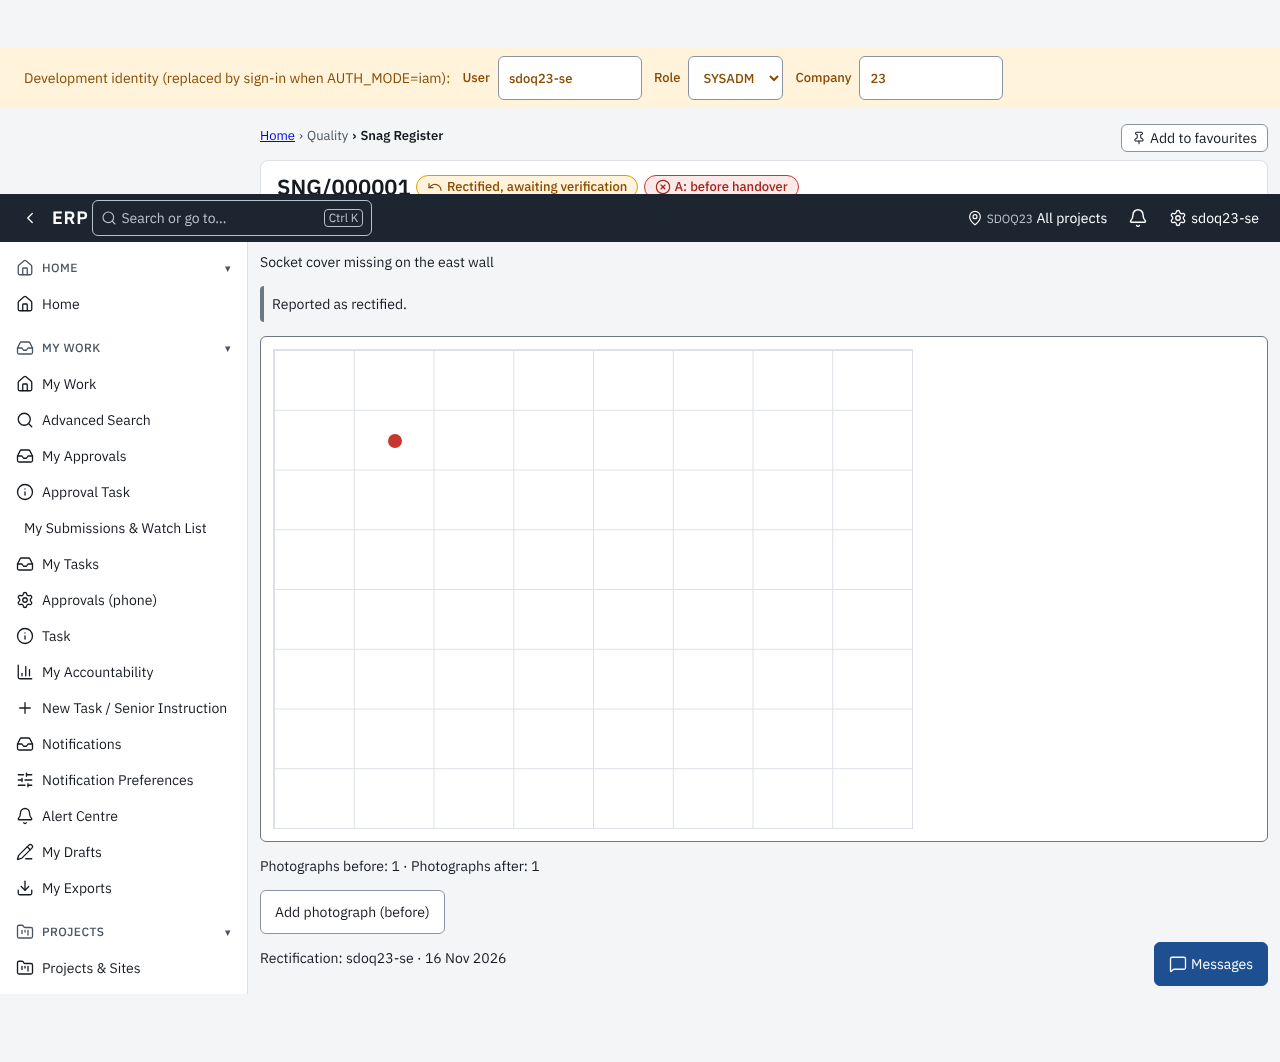 Development identity (replaced by sign-in when AUTH_MODE=iam): User sdoq23-se Role SYSADM Company 23
Home › Quality › Snag Register
Add to favourites
SNG/000001 Rectified, awaiting verification A: before handover
ERP Search or go to... Ctrl K SDOQ23 All projects sdoq23-se
HOME
Home
MY WORK
My Work
Advanced Search
My Approvals
Approval Task
My Submissions & Watch List
My Tasks
Approvals (phone)
Task
My Accountability
New Task / Senior Instruction
Notifications
Notification Preferences
Alert Centre
My Drafts
My Exports
PROJECTS
Projects & Sites
Socket cover missing on the east wall
Reported as rectified.
Photographs before: 1 · Photographs after: 1
Add photograph (before)
Rectification: sdoq23-se · 16 Nov 2026
Messages